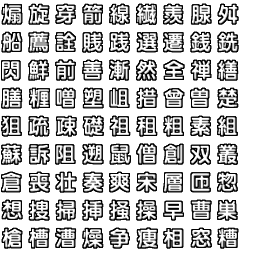 煽旋穿箭線繊羨腺舛
船薦詮賎践選遷銭銑
閃鮮前善漸然全禅繕
膳糎噌塑岨措曾曽楚
狙疏疎礎祖租粗素組
蘇訴阻遡鼠僧創双叢
倉喪壮奏爽宋層匝惣
想捜掃挿掻操早曹巣
槍槽漕燥争痩相窓糟